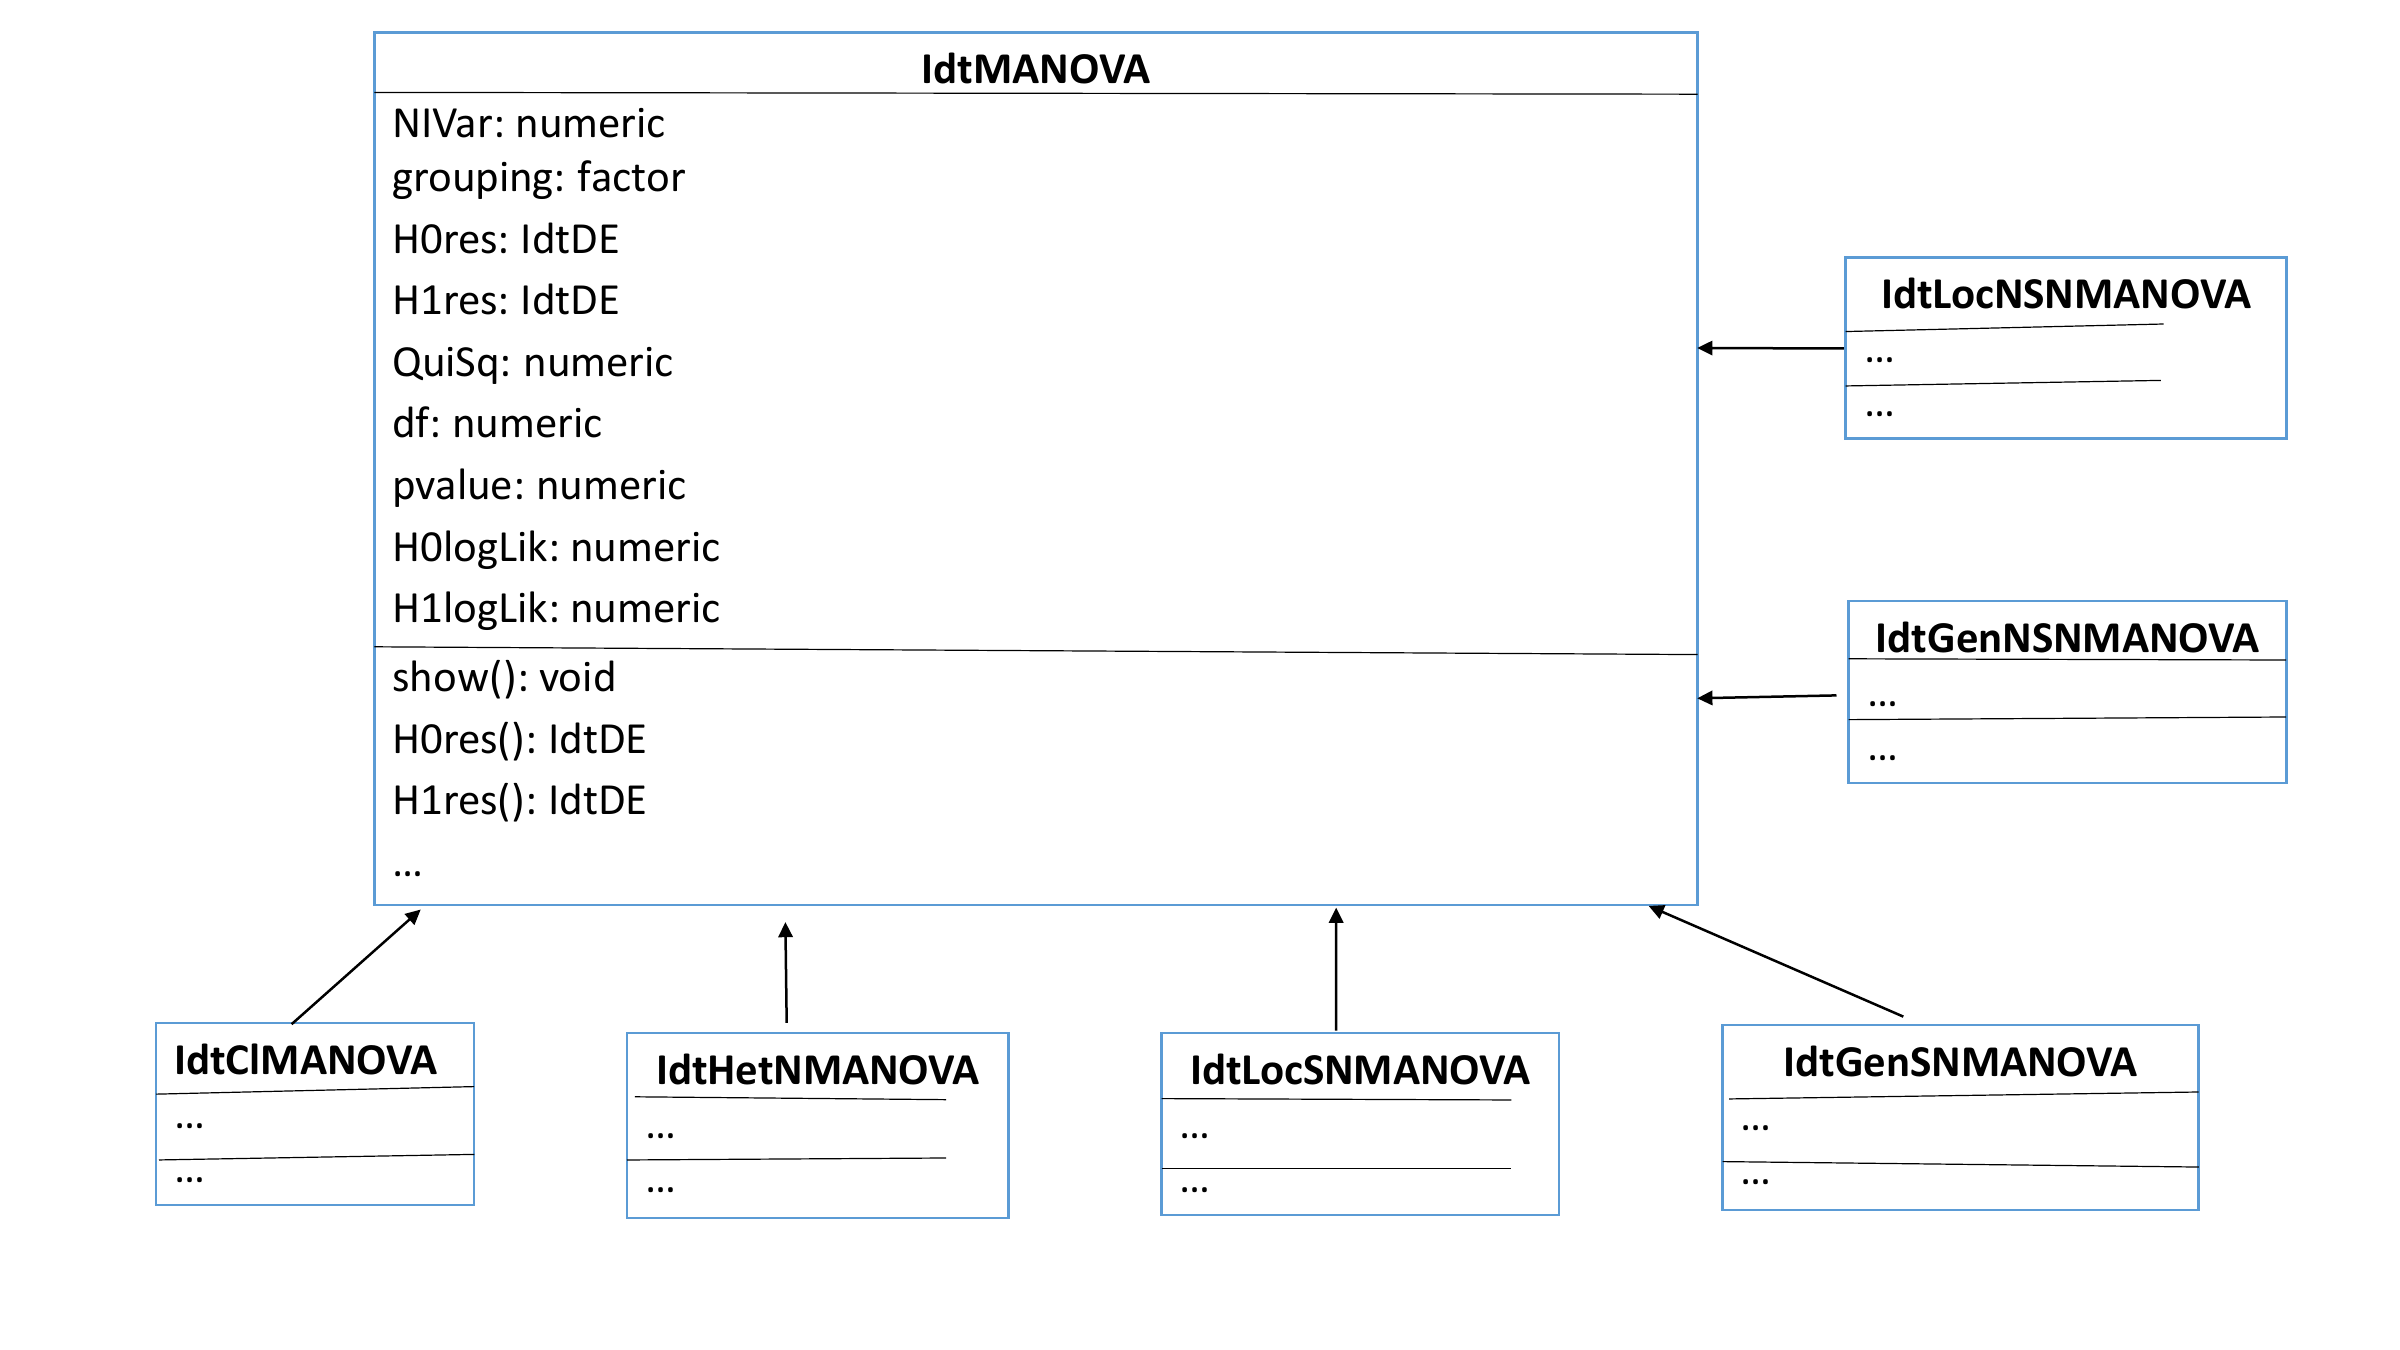 IdtMANOVA
NIVar: numeric
grouping: factor
H0res: IdtDE
H1res: IdtDE
QuiSq: numeric
df: numeric
pvalue: numeric
H0logLik: numeric
H1logLik: numeric
show(): void
H0res(): IdtDE
H1res(): IdtDE
…
IdtLocNSNMANOVA
…
…
IdtGenNSNMANOVA
…
…
IdtClMANOVA
…
…
IdtHetNMANOVA
…
…
IdtLocSNMANOVA
…
…
IdtGenSNMANOVA
…
…